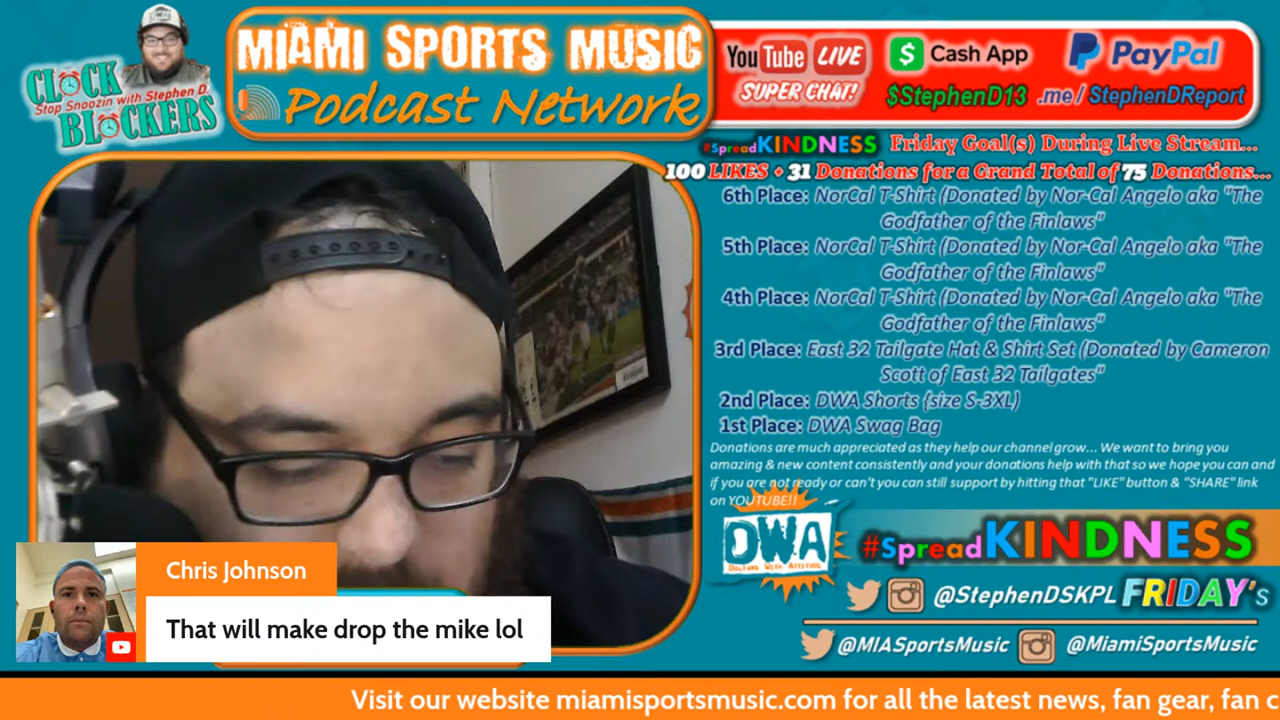 CLOCK
Stop Snoozin with Stephen D.
BLOCKERS
MIAMI SPORTS MUSIC
Podcast Network
YouTube LIVE
SUPER CHAT!
$ Cash App
$StephenD13
PayPal
.me/StephenDReport
#SpreadKINDNESS Friday Goal(s) During Live Stream...
100 LIKES + 31 Donations for a Grand Total of 75 Donations...
6th Place: NorCal T-Shirt (Donated by Nor-Cal Angelo aka "The
Godfather of the Finlaws"
5th Place: NorCal T-Shirt (Donated by Nor-Cal Angelo aka "The
Godfather of the Finlaws"
4th Place: NorCal T-Shirt (Donated by Nor-Cal Angelo aka "The
Godfather of the Finlaws"
3rd Place: East 32 Tailgate Hat & Shirt Set (Donated by Cameron
Scott of East 32 Tailgates"
2nd Place: DWA Shorts (size S-3XL)
1st Place: DWA Swag Bag
Donations are much appreciated as they help our channel grow... We want to bring you
amazing & new content consistently and your donations help with that so we hope you can and
if you are not ready or can't you can still support by hitting that "LIKE" button & "SHARE" link
on YOUTUBE!!
DWA
DOLFANS WITH ATTITUDE
#SpreadKINDNESS
@StephenDSKPL FRIDAY's
@MIASportsMusic @MiamiSportsMusic
Chris Johnson
That will make drop the mike lol
Visit our website miamisportsmusic.com for all the latest news, fan gear, fan c